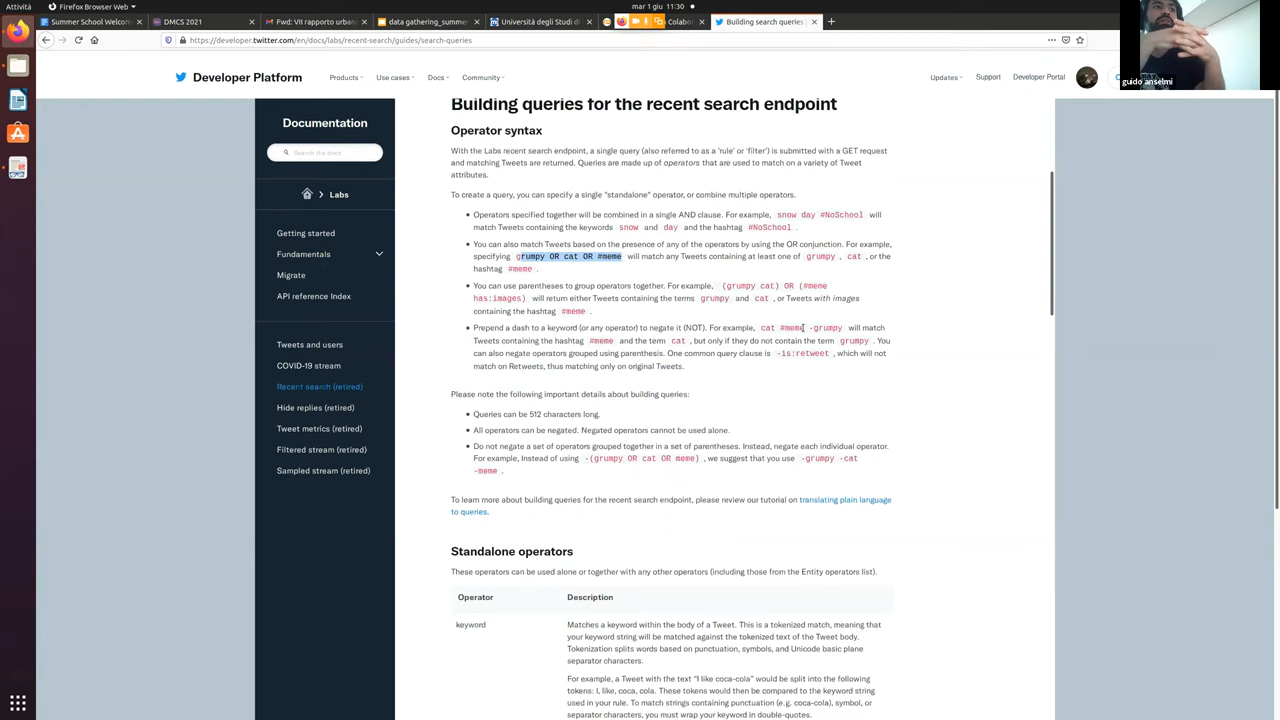 Attività
Firefox Web Browser
mar 1 giu 11:30
Summer School Welcome
DMCS 2021
Fwd: VII rapporto urban
data gathering_summer
Università degli Studi di
Colabor
Building search queries
https://developer.twitter.com/en/docs/labs/recent-search/guides/search-queries
guido anselmi
Developer Platform
Products
Use cases
Docs
Community
Updates
Support
Developer Portal
Documentation
Search the docs
Labs
Getting started
Fundamentals
Migrate
API reference Index
Tweets and users
COVID-19 stream
Recent search (retired)
Hide replies (retired)
Tweet metrics (retired)
Filtered stream (retired)
Sampled stream (retired)
Building queries for the recent search endpoint
Operator syntax
With the Labs recent search endpoint, a single query (also referred to as a 'rule' or 'filter') is submitted with a GET request
and matching Tweets are returned. Queries are made up of operators that are used to match on a variety of Tweet
attributes.
To create a query, you can specify a single "standalone" operator, or combine multiple operators.
• Operators specified together will be combined in a single AND clause. For example, snow day #NoSchool will
match Tweets containing the keywords snow and day and the hashtag #NoSchool .
• You can also match Tweets based on the presence of any of the operators by using the OR conjunction. For example,
specifying grumpy OR cat OR #meme will match any Tweets containing at least one of grumpy , cat , or the
hashtag #meme .
• You can use parentheses to group operators together. For example, (grumpy cat) OR (#meme
has:images) will return either Tweets containing the terms grumpy and cat , or Tweets with images
containing the hashtag #meme .
• Prepend a dash to a keyword (or any operator) to negate it (NOT). For example, cat #meme -grumpy will match
Tweets containing the hashtag #meme and the term cat , but only if they do not contain the term grumpy . You
can also negate operators grouped using parenthesis. One common query clause is -is:retweet , which will not
match on Retweets, thus matching only on original Tweets.
Please note the following important details about building queries:
• Queries can be 512 characters long.
• All operators can be negated. Negated operators cannot be used alone.
• Do not negate a set of operators grouped together in a set of parentheses. Instead, negate each individual operator.
For example, Instead of using -(grumpy OR cat OR meme) , we suggest that you use -grumpy -cat
-meme .
To learn more about building queries for the recent search endpoint, please review our tutorial on translating plain language
to queries.
Standalone operators
These operators can be used alone or together with any other operators (including those from the Entity operators list).
Operator Description
keyword Matches a keyword within the body of a Tweet. This is a tokenized match, meaning that
your keyword string will be matched against the tokenized text of the Tweet body.
Tokenization splits words based on punctuation, symbols, and Unicode basic plane
separator characters.
For example, a Tweet with the text "I like coca-cola" would be split into the following
tokens: I, like, coca, cola. These tokens would then be compared to the keyword string
used in your rule. To match strings containing punctuation (e.g. coca-cola), symbol, or
separator characters, you must wrap your keyword in double-quotes.